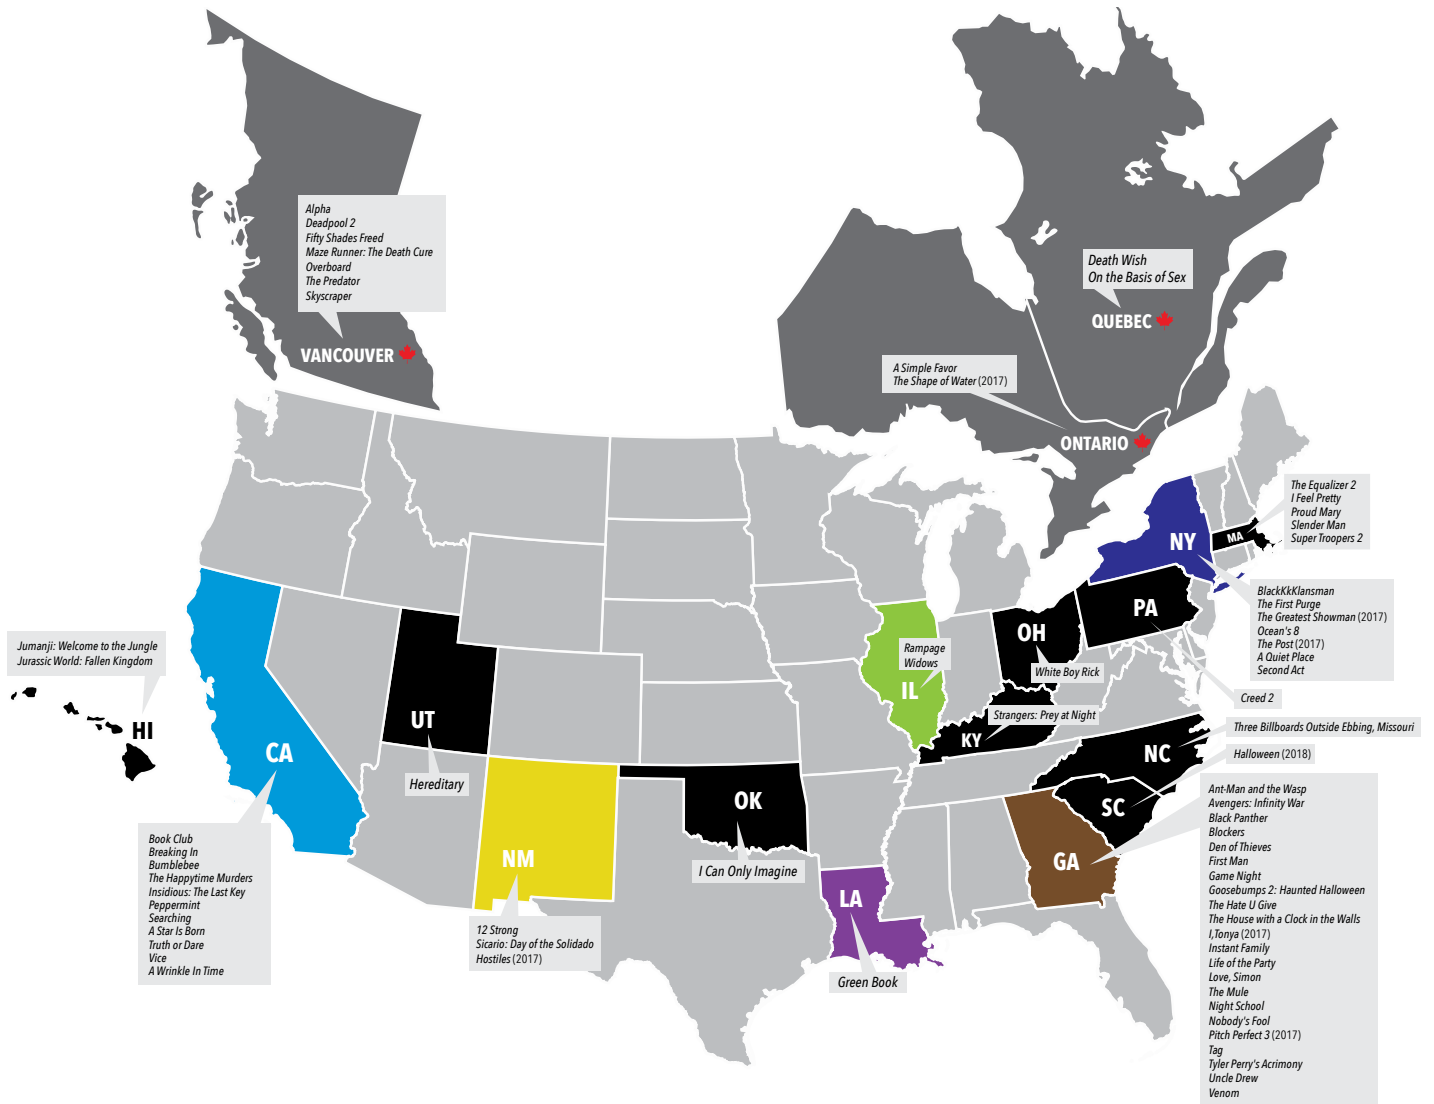 Alpha
Deadpool 2
Fifty Shades Freed
Maze Runner: The Death Cure
Overboard
The Predator
Skyscraper
VANCOUVER
Death Wish
On the Basis of Sex
QUEBEC
A Simple Favor
The Shape of Water (2017)
ONTARIO
The Equalizer 2
I Feel Pretty
Proud Mary
Slender Man
Super Troopers 2
MA
NY
BlackKkKlansman
The First Purge
The Greatest Showman (2017)
Ocean's 8
The Post (2017)
A Quiet Place
Second Act
PA
Creed 2
OH
White Boy Rick
Rampage
Widows
IL
Strangers: Prey at Night
KY
Jumanji: Welcome to the Jungle
Jurassic World: Fallen Kingdom
HI
UT
Hereditary
CA
Book Club
Breaking In
Bumblebee
The Happytime Murders
Insidious: The Last Key
Peppermint
Searching
A Star Is Born
Truth or Dare
Vice
A Wrinkle In Time
NM
12 Strong
Sicario: Day of the Solidado
Hostiles (2017)
OK
I Can Only Imagine
LA
Green Book
NC
Three Billboards Outside Ebbing, Missouri
SC
Halloween (2018)
GA
Ant-Man and the Wasp
Avengers: Infinity War
Black Panther
Blockers
Den of Thieves
First Man
Game Night
Goosebumps 2: Haunted Halloween
The Hate U Give
The House with a Clock in the Walls
I,Tonya (2017)
Instant Family
Life of the Party
Love, Simon
The Mule
Night School
Nobody's Fool
Pitch Perfect 3 (2017)
Tag
Tyler Perry's Acrimony
Uncle Drew
Venom